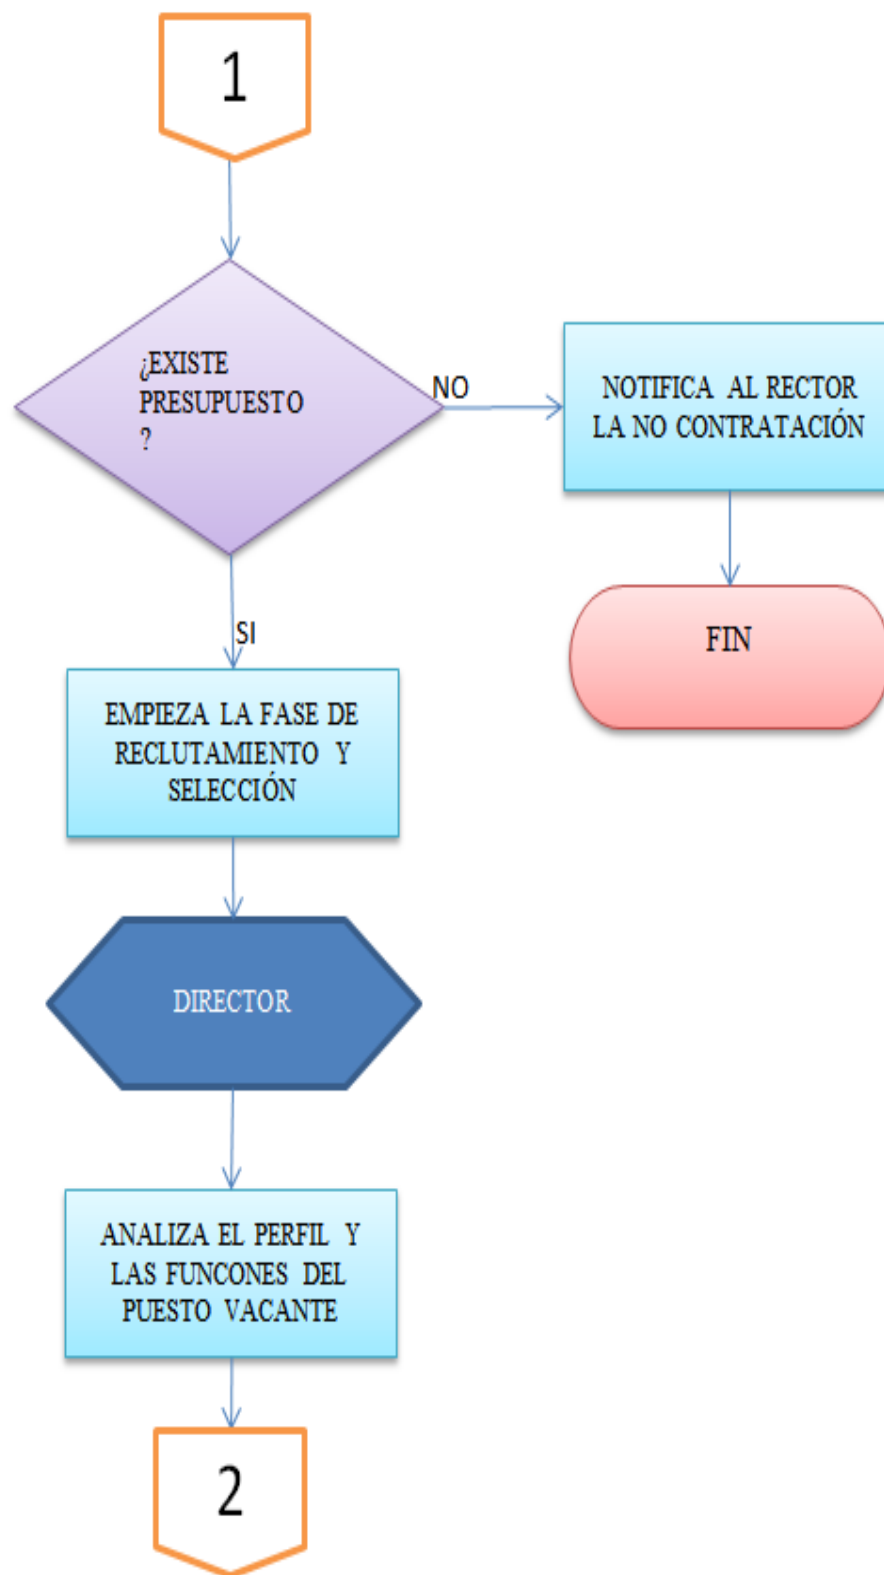 1
¿EXISTE
PRESUPUESTO
?
NO
NOTIFICA AL RECTOR
LA NO CONTRATACIÓN
FIN
SI
EMPIEZA LA FASE DE
RECLUTAMIENTO Y
SELECCIÓN
DIRECTOR
ANALIZA EL PERFIL Y
LAS FUNCONES DEL
PUESTO VACANTE
2